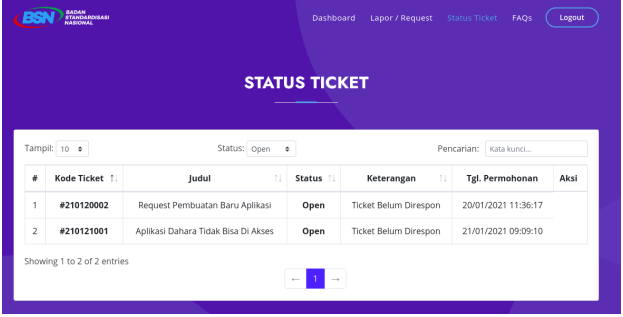 BSN BADAN STANDARDISASI NASIONAL
Dashboard Lapor / Request Status Ticket FAQs Logout
STATUS TICKET
Tampil: 10 Status: Open Pencarian: Kata kunci...
# Kode Ticket Judul Status Keterangan Tgl. Permohonan Aksi
1 #210120002 Request Pembuatan Baru Aplikasi Open Ticket Belum Direspon 20/01/2021 11:36:17
2 #210121001 Aplikasi Dahara Tidak Bisa Di Akses Open Ticket Belum Direspon 21/01/2021 09:09:10
Showing 1 to 2 of 2 entries
← 1 →